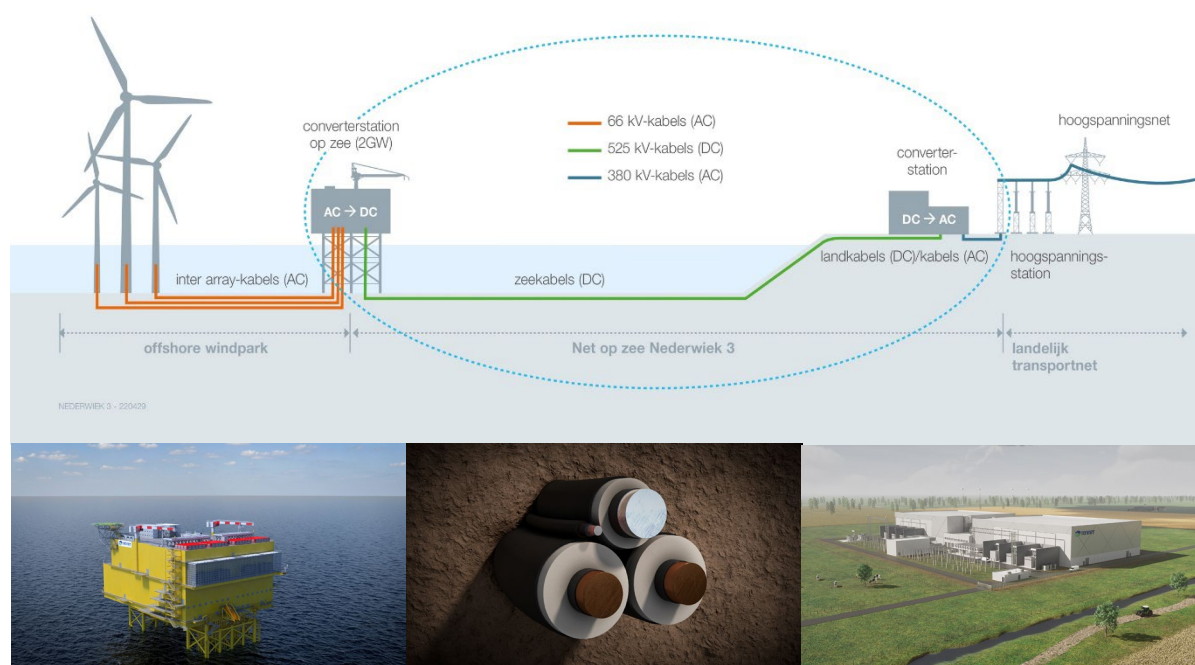 converterstation
op zee (2GW)
66 kV-kabels (AC)
525 kV-kabels (DC)
380 kV-kabels (AC)
hoogspanningsnet
converter-
station
AC → DC
DC → AC
inter array-kabels (AC)
zeekabels (DC)
landkabels (DC)/kabels (AC)
hoogspannings-
station
offshore windpark
Net op zee Nederwiek 3
landelijk
transportnet
NEDERWIEK 3 - 220429